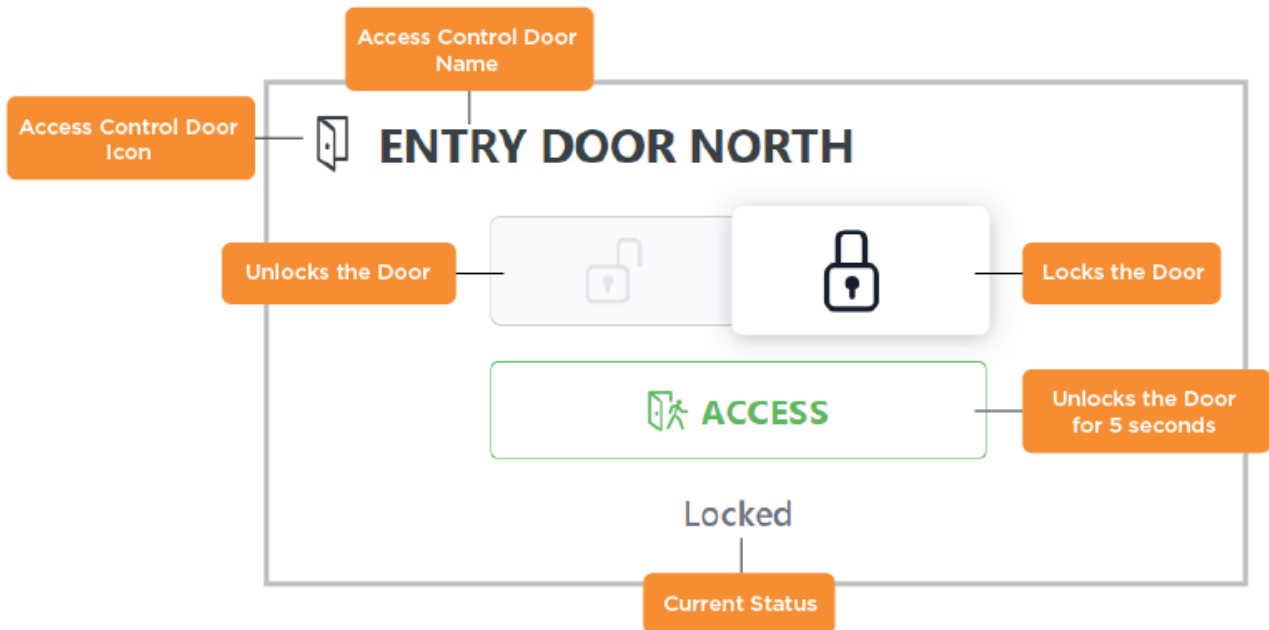 Access Control Door
Name
Access Control Door
Icon
ENTRY DOOR NORTH
Unlocks the Door
Locks the Door
ACCESS
Unlocks the Door
for 5 seconds
Locked
Current Status